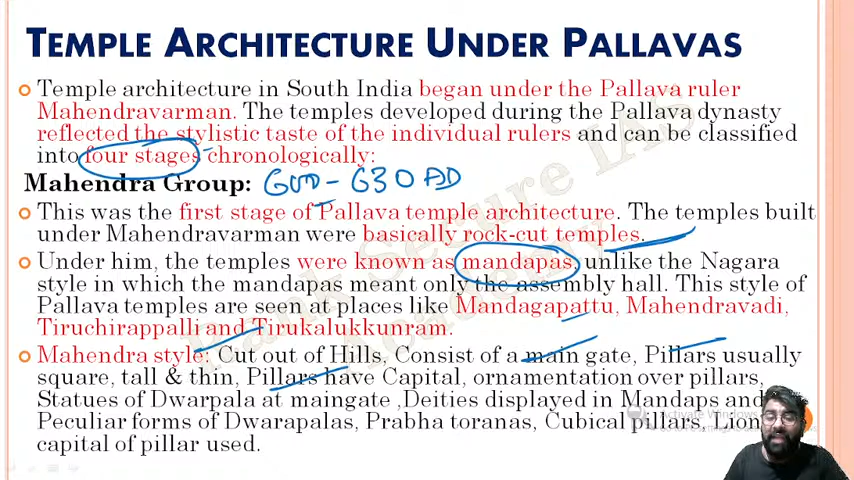 TEMPLE ARCHITECTURE UNDER PALLAVAS
Temple architecture in South India began under the Pallava ruler
Mahendravarman. The temples developed during the Pallava dynasty
reflected the stylistic taste of the individual rulers and can be classified
into four stages chronologically:
Mahendra Group: 600 - 630 AD
This was the first stage of Pallava temple architecture. The temples built
under Mahendravarman were basically rock-cut temples.
Under him, the temples were known as mandapas, unlike the Nagara
style in which the mandapas meant only the assembly hall. This style of
Pallava temples are seen at places like Mandagapattu, Mahendravadi,
Tiruchirappalli and Tirukalukkunram.
Mahendra style: Cut out of Hills, Consist of a main gate, Pillars usually
square, tall & thin, Pillars have Capital, ornamentation over pillars,
Statues of Dwarpala at maingate ,Deities displayed in Mandaps and
Peculiar forms of Dwarapalas, Prabha toranas, Cubical pillars, Lion
capital of pillar used.
Rank Secure IAS
Academy
Activate Windows